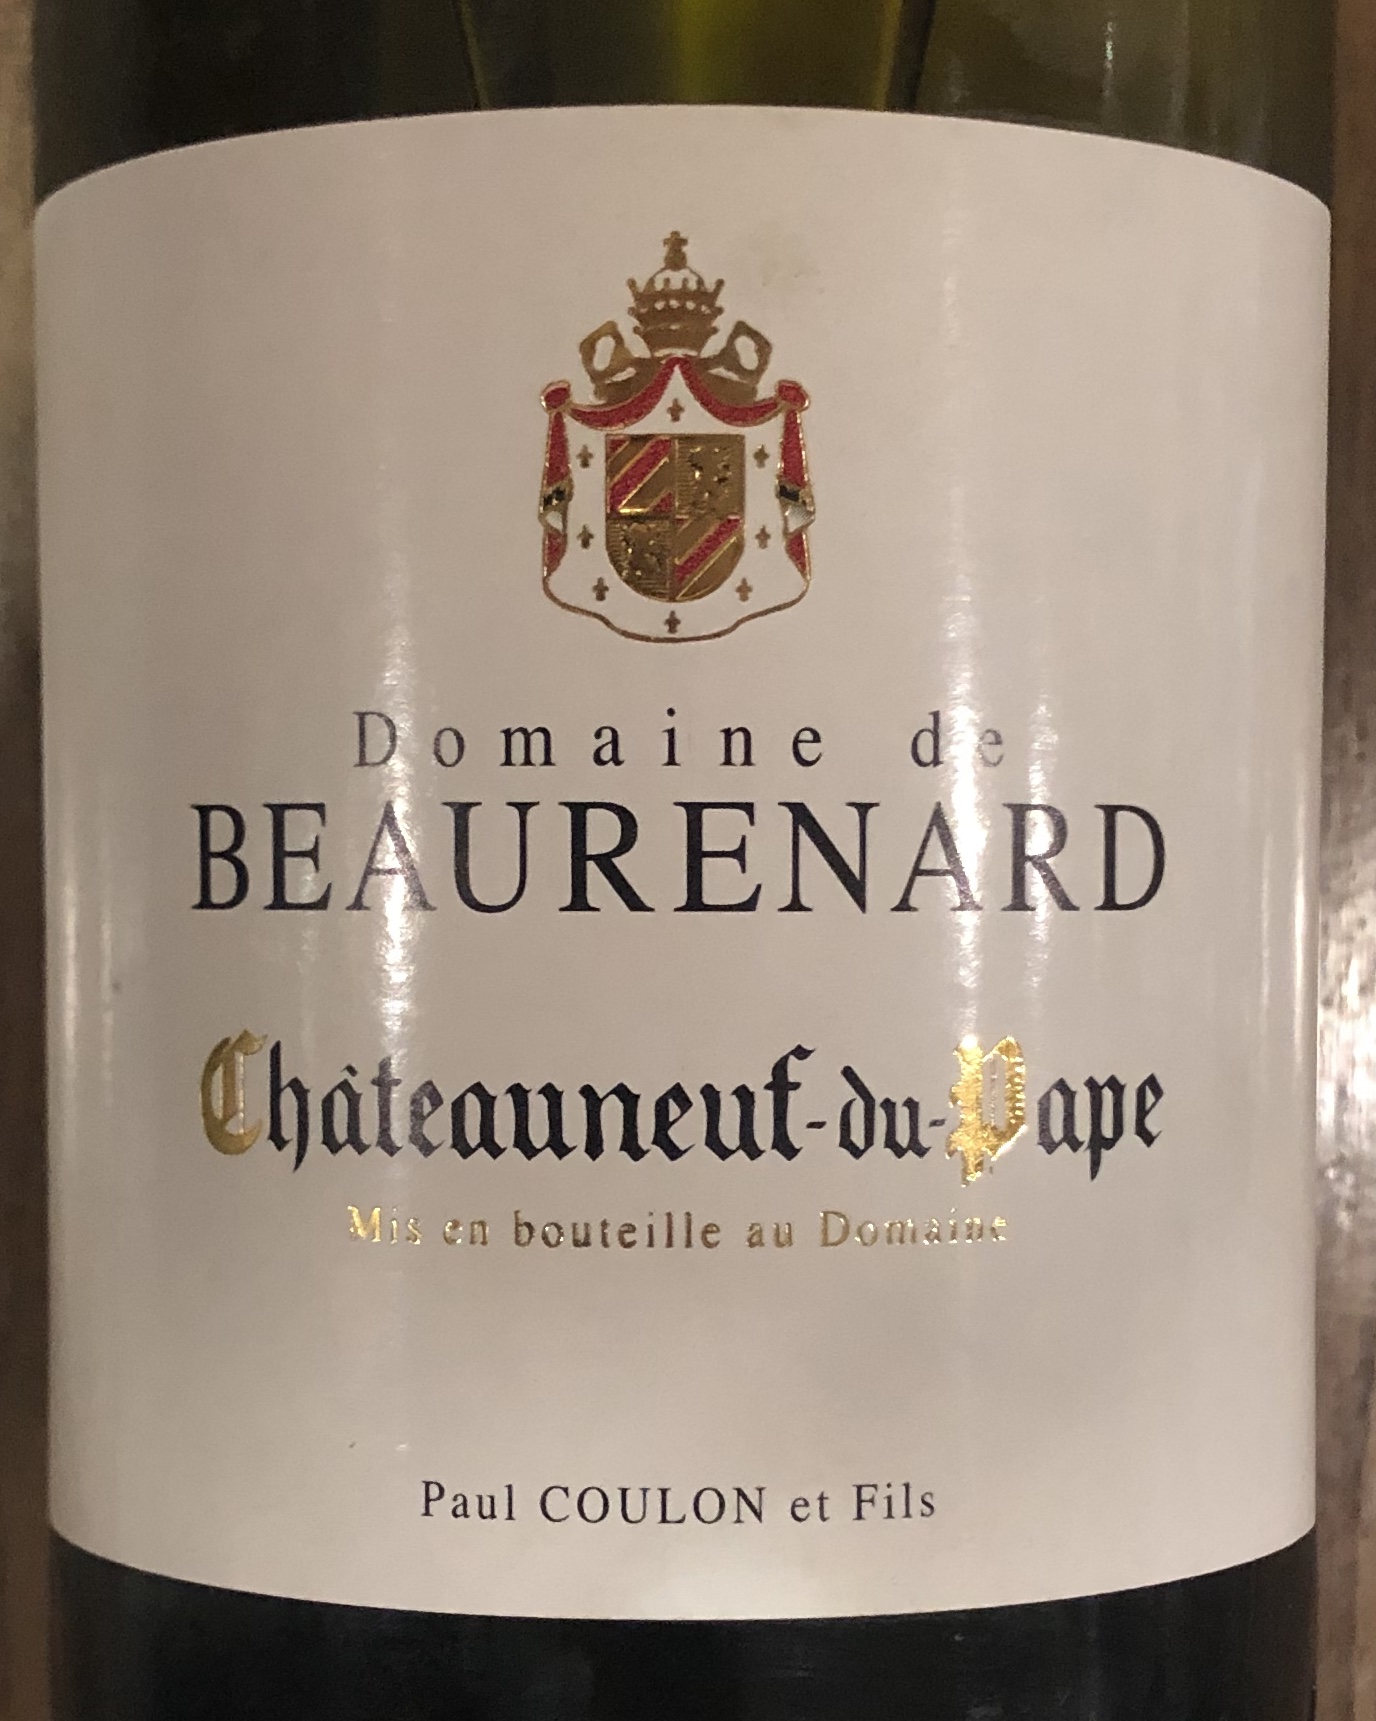 Domaine de
BEAURENARD
Châteauneuf-du-Pape
Mis en bouteille au Domaine
Paul COULON et Fils